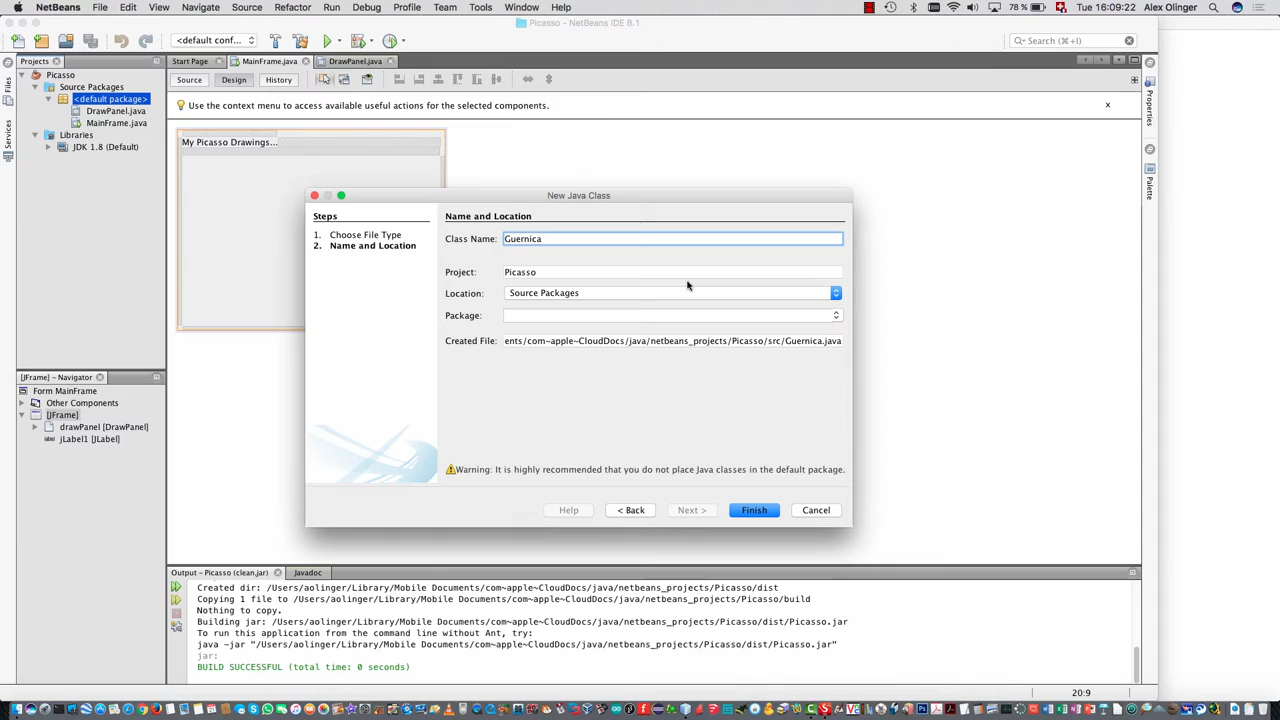 NetBeans File Edit View Navigate Source Refactor Run Debug Profile Team Tools Window Help 78 % Tue 16:09:22 Alex Olinger
Picasso - NetBeans IDE 8.1
<default conf... Search (⌘+I)
Projects
Start Page MainFrame.java DrawPanel.java
Source Design History
Files
Services
Picasso
Source Packages
<default package>
DrawPanel.java
MainFrame.java
Libraries
JDK 1.8 (Default)
Use the context menu to access available useful actions for the selected components. x
Properties
Palette
My Picasso Drawings...
New Java Class
Steps
1. Choose File Type
2. Name and Location
Name and Location
Class Name: Guernica
Project: Picasso
Location: Source Packages
Package:
Created File: ents/com~apple~CloudDocs/java/netbeans_projects/Picasso/src/Guernica.java
Warning: It is highly recommended that you do not place Java classes in the default package.
Help < Back Next > Finish Cancel
[JFrame] - Navigator
Form MainFrame
Other Components
[JFrame]
drawPanel [DrawPanel]
jLabel1 [JLabel]
Output - Picasso (clean,jar) Javadoc
Created dir: /Users/aolinger/Library/Mobile Documents/com~apple~CloudDocs/java/netbeans_projects/Picasso/dist
Copying 1 file to /Users/aolinger/Library/Mobile Documents/com~apple~CloudDocs/java/netbeans_projects/Picasso/build
Nothing to copy.
Building jar: /Users/aolinger/Library/Mobile Documents/com~apple~CloudDocs/java/netbeans_projects/Picasso/dist/Picasso.jar
To run this application from the command line without Ant, try:
java -jar "/Users/aolinger/Library/Mobile Documents/com~apple~CloudDocs/java/netbeans_projects/Picasso/dist/Picasso.jar"
jar:
BUILD SUCCESSFUL (total time: 0 seconds)
20:9